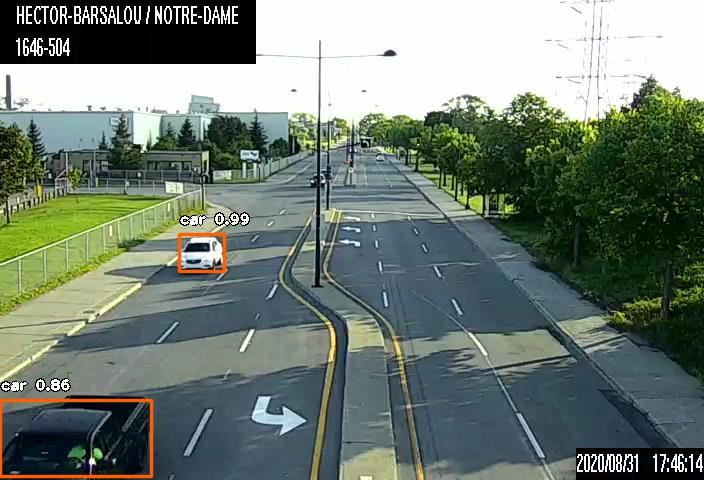 HECTOR-BARSALOU / NOTRE-DAME
1646-504
car 0.99
car 0.86
2020/08/31 17:46:14